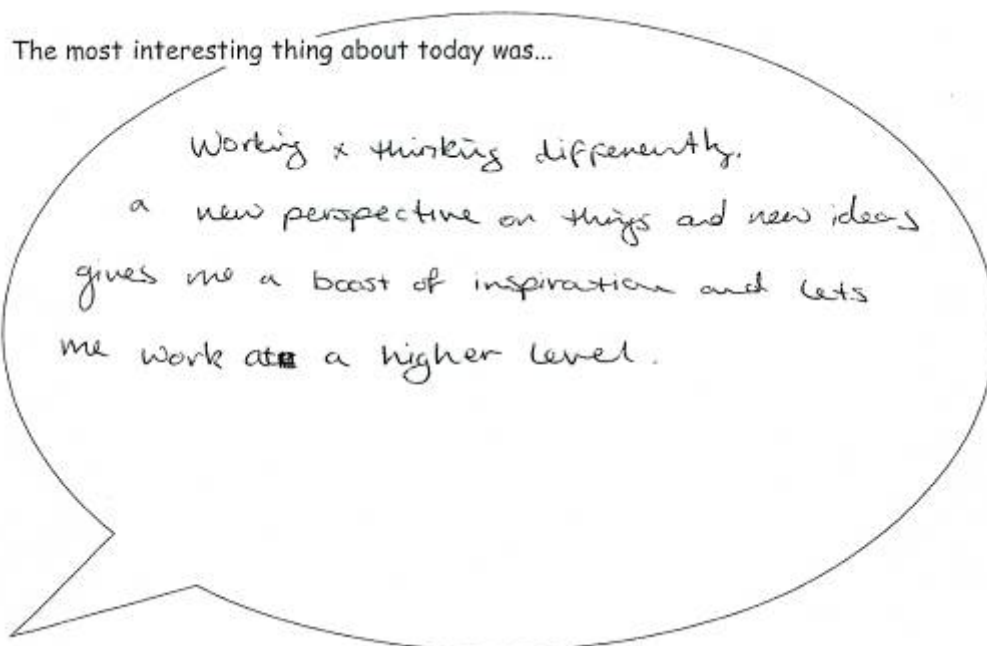 The most interesting thing about today was...
Working x thinking differently.
a new perspective on things and new ideas
gives me a boost of inspiration and lets
me work at a higher level.